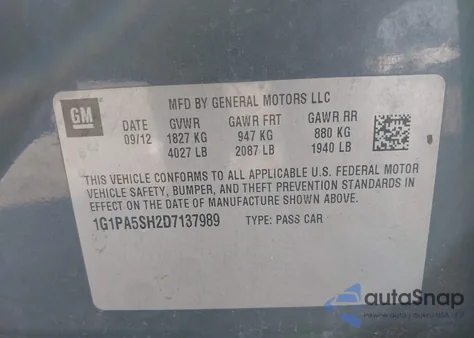 GM
MFD BY GENERAL MOTORS LLC
DATE GVWR GAWR FRT GAWR RR
09/12 1827 KG 947 KG 880 KG
4027 LB 2087 LB 1940 LB
THIS VEHICLE CONFORMS TO ALL APPLICABLE U.S. FEDERAL MOTOR
VEHICLE SAFETY, BUMPER, AND THEFT PREVENTION STANDARDS IN
EFFECT ON THE DATE OF MANUFACTURE SHOWN ABOVE.
1G1PA5SH2D7137989 TYPE: PASS CAR
autaSnap